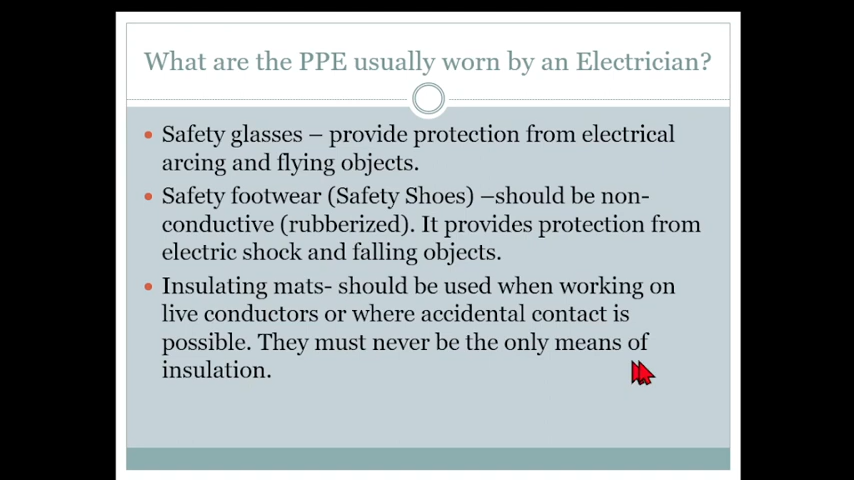 What are the PPE usually worn by an Electrician?
• Safety glasses – provide protection from electrical
arcing and flying objects.
• Safety footwear (Safety Shoes) –should be non-
conductive (rubberized). It provides protection from
electric shock and falling objects.
• Insulating mats- should be used when working on
live conductors or where accidental contact is
possible. They must never be the only means of
insulation.